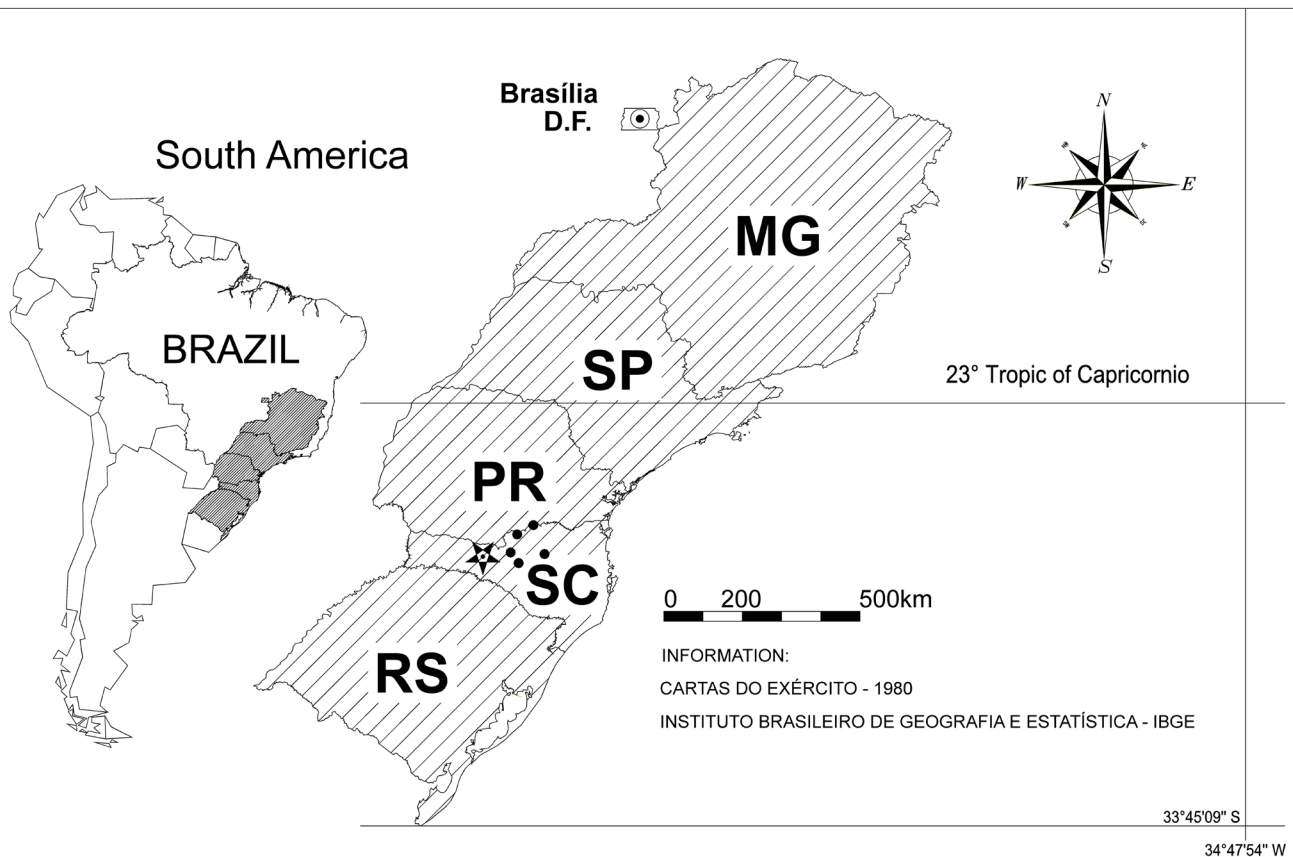 Brasília
D.F.
South America
N
W
E
S
MG
BRAZIL
SP
23° Tropic of Capricornio
PR
SC
0 200 500km
RS
INFORMATION:
CARTAS DO EXÉRCITO - 1980
INSTITUTO BRASILEIRO DE GEOGRAFIA E ESTATÍSTICA - IBGE
33°45'09" S
34°47'54" W